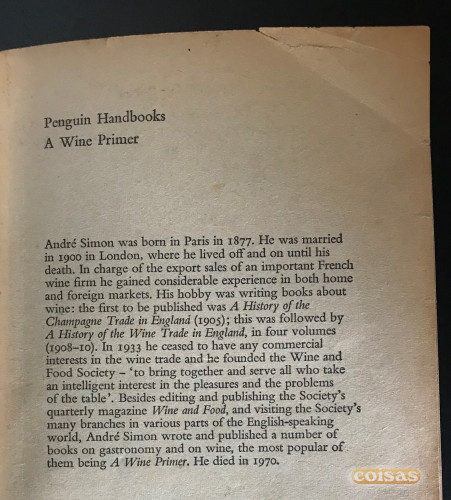 Penguin Handbooks
A Wine Primer
André Simon was born in Paris in 1877. He was married
in 1900 in London, where he lived off and on until his
death. In charge of the export sales of an important French
wine firm he gained considerable experience in both home
and foreign markets. His hobby was writing books about
wine: the first to be published was A History of the
Champagne Trade in England (1905); this was followed by
A History of the Wine Trade in England, in four volumes
(1908–10). In 1933 he ceased to have any commercial
interests in the wine trade and he founded the Wine and
Food Society – 'to bring together and serve all who take
an intelligent interest in the pleasures and the problems
of the table'. Besides editing and publishing the Society's
quarterly magazine Wine and Food, and visiting the Society's
many branches in various parts of the English-speaking
world, André Simon wrote and published a number of
books on gastronomy and on wine, the most popular of
them being A Wine Primer. He died in 1970.
coisas